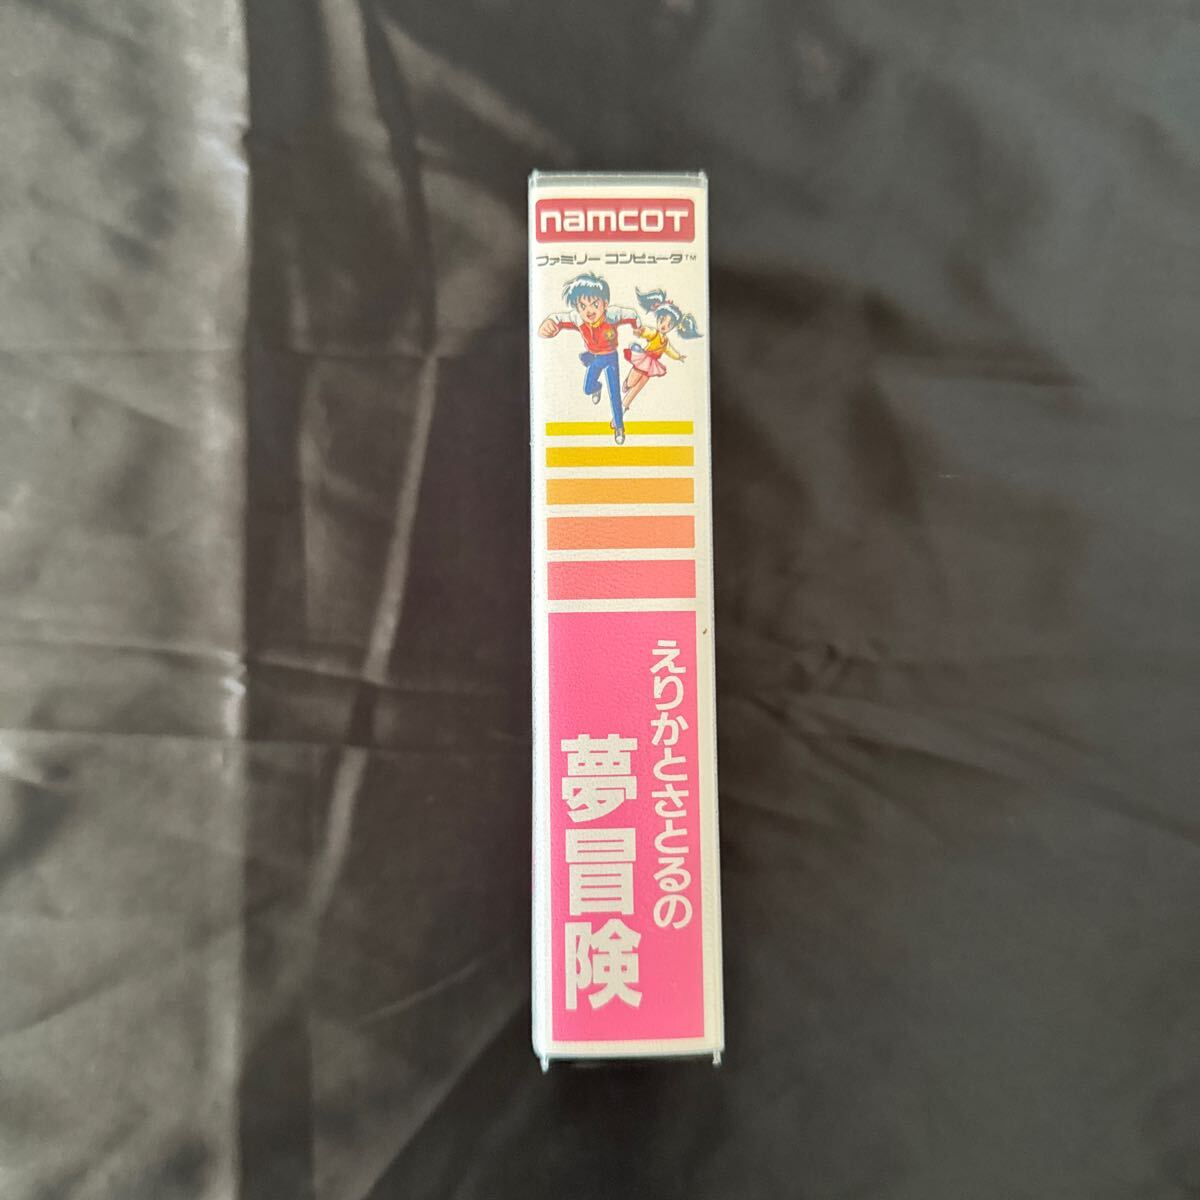 namcot
ファミリー コンピュータ™
えりかとさとるの
夢冒険